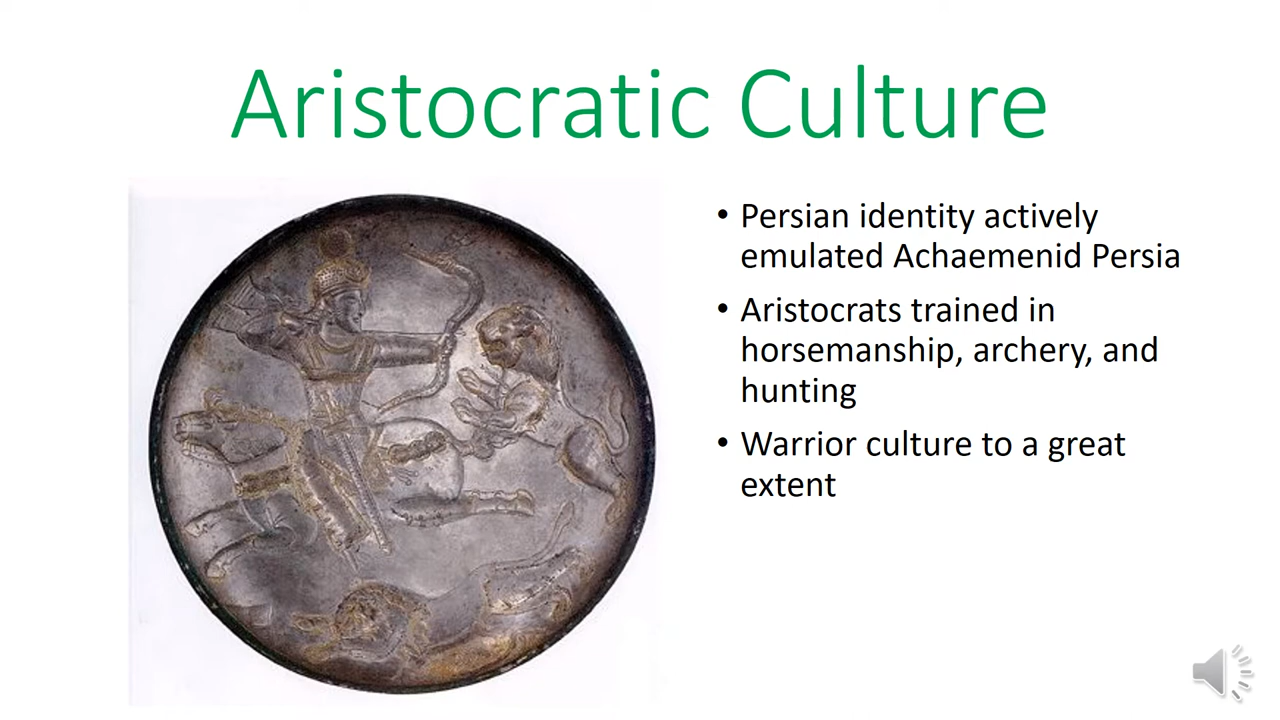 Aristocratic Culture
• Persian identity actively
emulated Achaemenid Persia
• Aristocrats trained in
horsemanship, archery, and
hunting
• Warrior culture to a great
extent